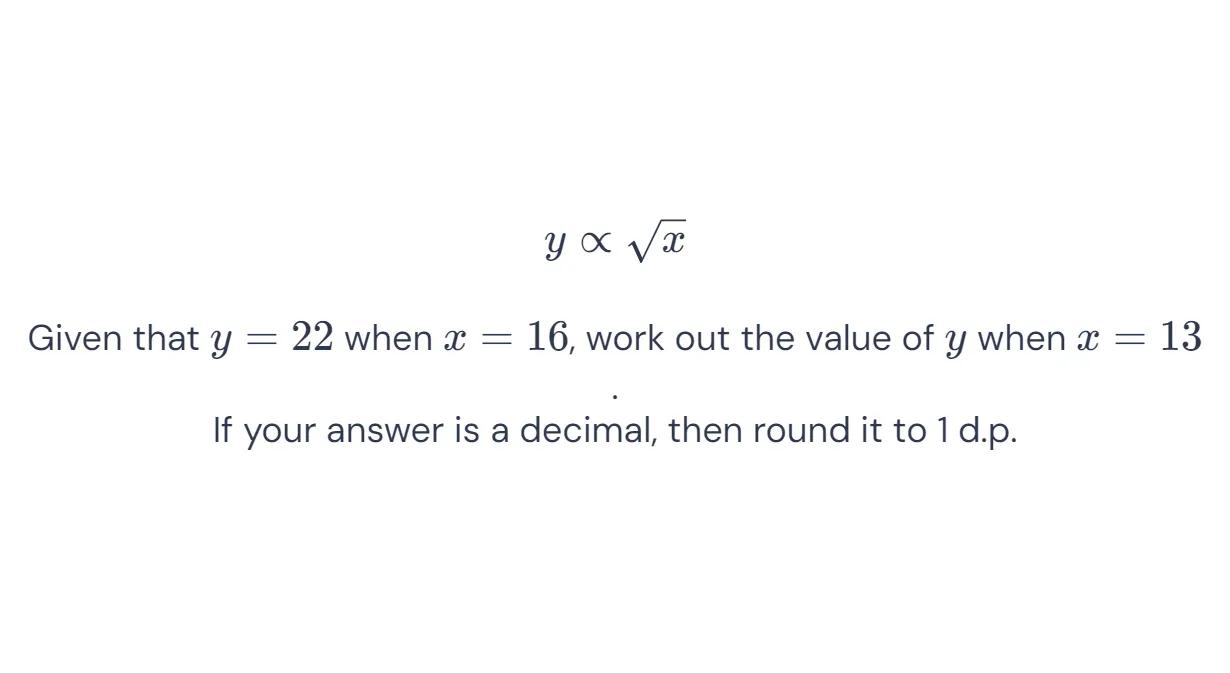 y ∝ √x
Given that y = 22 when x = 16, work out the value of y when x = 13
.
If your answer is a decimal, then round it to 1 d.p.